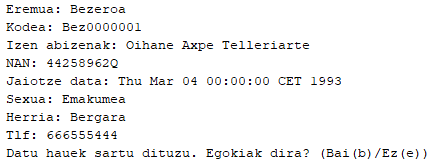 Eremua: Bezeroa
Kodea: Bez0000001
Izen abizenak: Oihane Axpe Telleriarte
NAN: 44258962Q
Jaiotze data: Thu Mar 04 00:00:00 CET 1993
Sexua: Emakumea
Herria: Bergara
Tlf: 666555444
Datu hauek sartu dituzu. Egokiak dira? (Bai(b)/Ez(e))